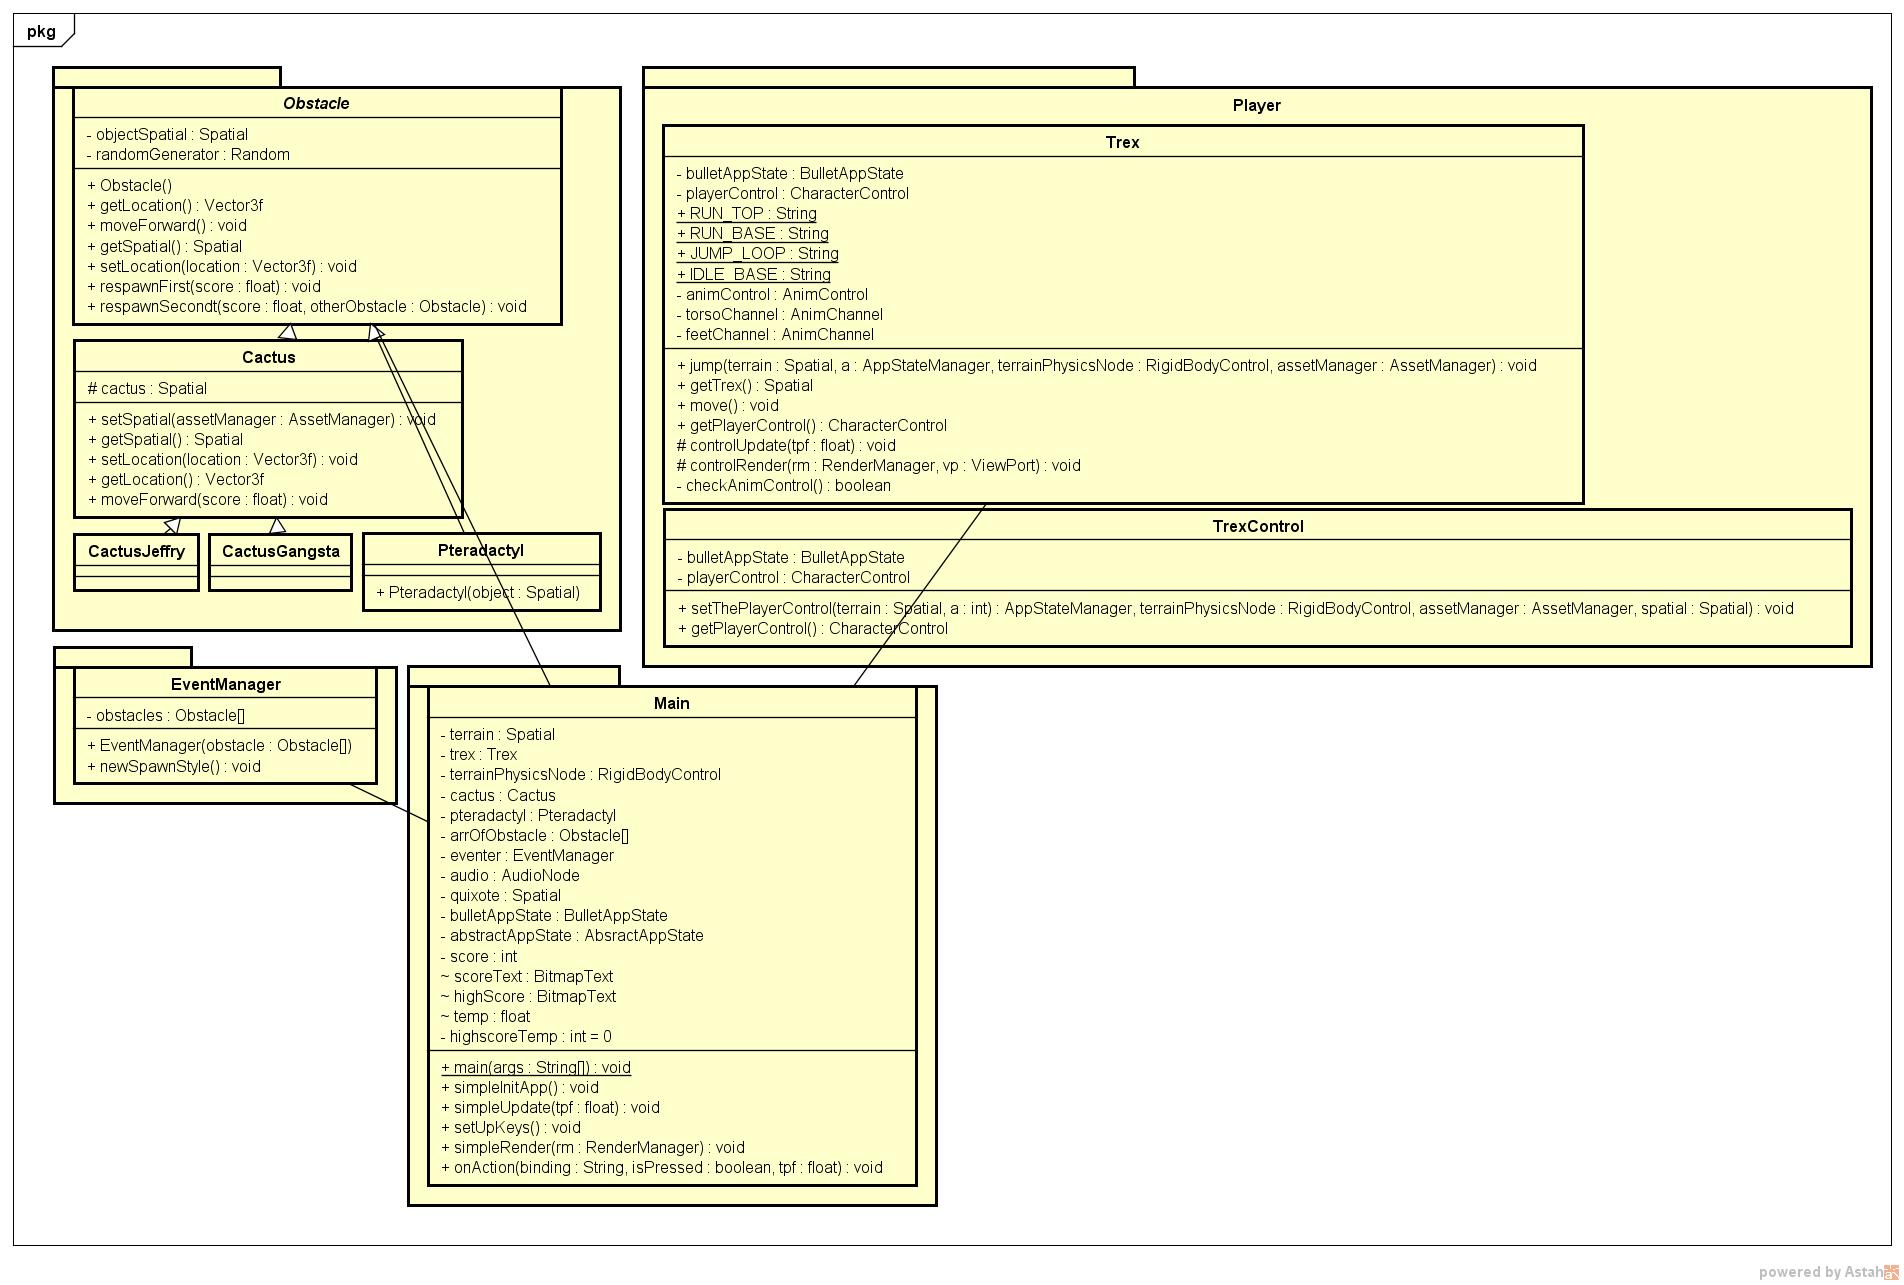 pkg
Obstacle
- objectSpatial : Spatial
- randomGenerator : Random
+ Obstacle()
+ getLocation() : Vector3f
+ moveForward() : void
+ getSpatial() : Spatial
+ setLocation(location : Vector3f) : void
+ respawnFirst(score : float) : void
+ respawnSecondt(score : float, otherObstacle : Obstacle) : void
Cactus
# cactus : Spatial
+ setSpatial(assetManager : AssetManager) : void
+ getSpatial() : Spatial
+ setLocation(location : Vector3f) : void
+ getLocation() : Vector3f
+ moveForward(score : float) : void
CactusJeffry
CactusGangsta
Pteradactyl
+ Pteradactyl(object : Spatial)
Player
Trex
- bulletAppState : BulletAppState
- playerControl : CharacterControl
+ RUN_TOP : String
+ RUN_BASE : String
+ JUMP_LOOP : String
+ IDLE_BASE : String
- animControl : AnimControl
- torsoChannel : AnimChannel
- feetChannel : AnimChannel
+ jump(terrain : Spatial, a : AppStateManager, terrainPhysicsNode : RigidBodyControl, assetManager : AssetManager) : void
+ getTrex() : Spatial
+ move() : void
+ getPlayerControl() : CharacterControl
# controlUpdate(tpf : float) : void
# controlRender(rm : RenderManager, vp : ViewPort) : void
- checkAnimControl() : boolean
TrexControl
- bulletAppState : BulletAppState
- playerControl : CharacterControl
+ setThePlayerControl(terrain : Spatial, a : int) : AppStateManager, terrainPhysicsNode : RigidBodyControl, assetManager : AssetManager, spatial : Spatial) : void
+ getPlayerControl() : CharacterControl
EventManager
- obstacles : Obstacle[]
+ EventManager(obstacle : Obstacle[])
+ newSpawnStyle() : void
Main
- terrain : Spatial
- trex : Trex
- terrainPhysicsNode : RigidBodyControl
- cactus : Cactus
- pteradactyl : Pteradactyl
- arrOfObstacle : Obstacle[]
- eventer : EventManager
- audio : AudioNode
- quixote : Spatial
- bulletAppState : BulletAppState
- abstractAppState : AbsractAppState
- score : int
~ scoreText : BitmapText
~ highScore : BitmapText
~ temp : float
- highscoreTemp : int = 0
+ main(args : String[]) : void
+ simpleInitApp() : void
+ simpleUpdate(tpf : float) : void
+ setUpKeys() : void
+ simpleRender(rm : RenderManager) : void
+ onAction(binding : String, isPressed : boolean, tpf : float) : void
powered by Astah